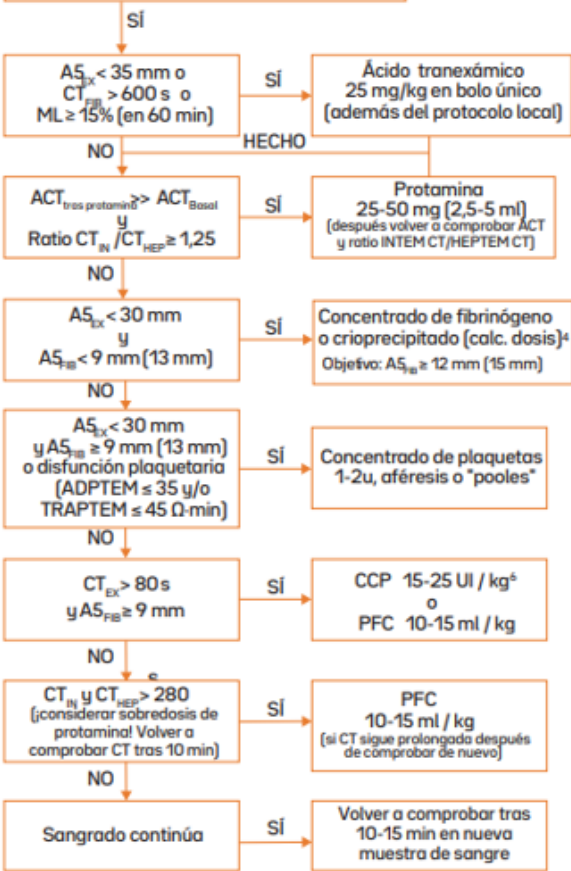 SÍ
A5EX < 35 mm o
CTFIB > 600 s o
ML ≥ 15% (en 60 min)
SÍ
Ácido tranexámico
25 mg/kg en bolo único
(además del protocolo local)
NO
HECHO
ACTtras protamina >> ACTBasal
y
Ratio CTIN /CTHEP ≥ 1,25
SÍ
Protamina
25-50 mg (2,5-5 ml)
(después volver a comprobar ACT
y ratio INTEM CT/HEPTEM CT)
NO
A5EX < 30 mm
y
A5FIB < 9 mm (13 mm)
SÍ
Concentrado de fibrinógeno
o crioprecipitado (calc. dosis)⁴
Objetivo: A5FIB ≥ 12 mm (15 mm)
NO
A5EX < 30 mm
y A5FIB ≥ 9 mm (13 mm)
o disfunción plaquetaria
(ADPTEM ≤ 35 y/o
TRAPTEM ≤ 45 Ω·min)
SÍ
Concentrado de plaquetas
1-2u, aféresis o "pooles"
NO
CTEX > 80 s
y A5FIB ≥ 9 mm
SÍ
CCP 15-25 UI / kg⁶
o
PFC 10-15 ml / kg
NO
s
CTIN y CTHEP > 280
(¡considerar sobredosis de
protamina! Volver a
comprobar CT tras 10 min)
SÍ
PFC
10-15 ml / kg
(si CT sigue prolongada después
de comprobar de nuevo)
NO
Sangrado continúa
SÍ
Volver a comprobar tras
10-15 min en nueva
muestra de sangre